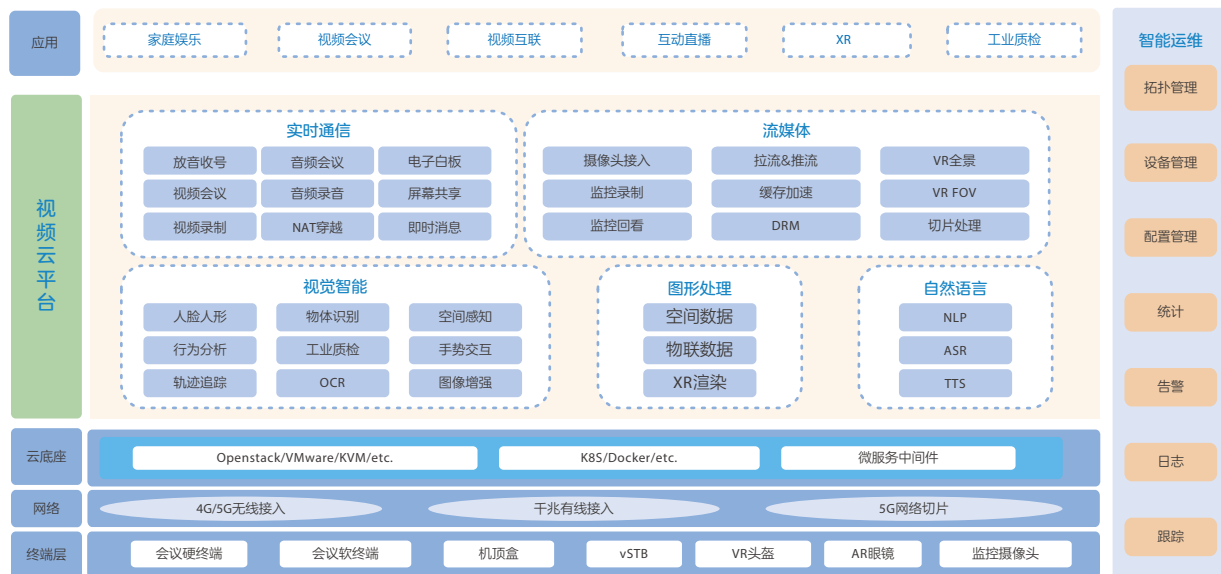 应用
家庭娱乐
视频会议
视频互联
互动直播
XR
工业质检
视频云平台
实时通信
放音收号
音频会议
电子白板
视频会议
音频录音
屏幕共享
视频录制
NAT穿越
即时消息
流媒体
摄像头接入
拉流&推流
VR全景
监控录制
缓存加速
VR FOV
监控回看
DRM
切片处理
视觉智能
人脸人形
物体识别
空间感知
行为分析
工业质检
手势交互
轨迹追踪
OCR
图像增强
图形处理
空间数据
物联数据
XR渲染
自然语言
NLP
ASR
TTS
云底座
Openstack/VMware/KVM/etc.
K8S/Docker/etc.
微服务中间件
网络
4G/5G无线接入
千兆有线接入
5G网络切片
终端层
会议硬终端
会议软终端
机顶盒
vSTB
VR头盔
AR眼镜
监控摄像头
智能运维
拓扑管理
设备管理
配置管理
统计
告警
日志
跟踪